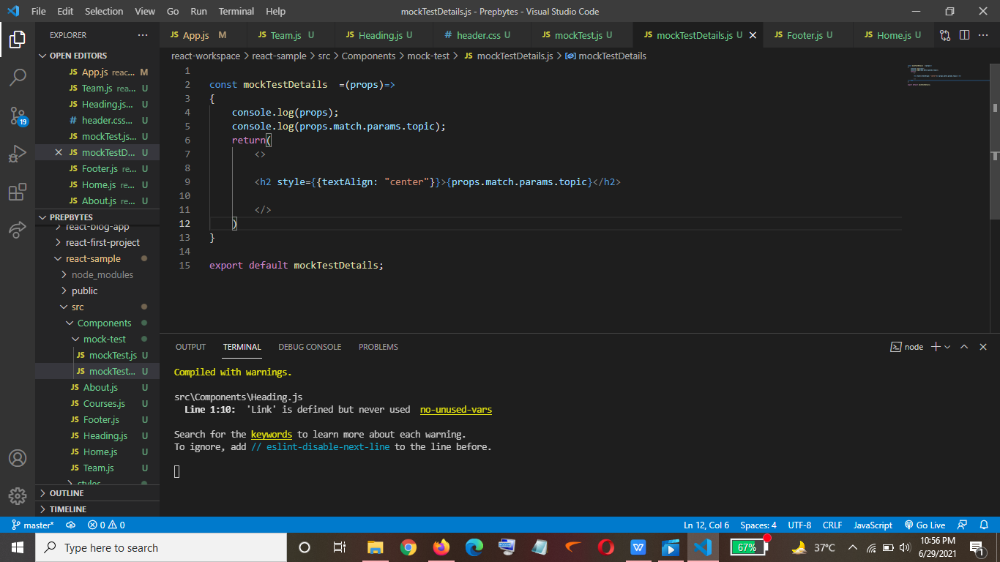 File Edit Selection View Go Run Terminal Help mockTestDetails.js - Prepbytes - Visual Studio Code
EXPLORER ...
JS App.js M JS Team.js U JS Heading.js U # header.css U JS mockTest.js U JS mockTestDetails.js U JS Footer.js U JS Home.js U ...
OPEN EDITORS
JS App.js reac... M
JS Team.js rea... U
JS Heading.js... U
# header.css... U
JS mockTest.js... U
JS mockTestD... U
JS Footer.js re... U
JS Home.js re... U
JS About.js re... U
PREPBYTES
react-blog-app
react-first-project
react-sample
node_modules
public
src
Components
mock-test
JS mockTest.js U
JS mockTest... U
JS About.js U
JS Courses.js U
JS Footer.js U
JS Heading.js U
JS Home.js U
JS Team.js U
styles
OUTLINE
TIMELINE
19
react-workspace > react-sample > src > Components > mock-test > JS mockTestDetails.js > mockTestDetails
1
2 const mockTestDetails  =(props)=>
3 {
4     console.log(props);
5     console.log(props.match.params.topic);
6     return(
7         <>
8
9         <h2 style={{textAlign: "center"}}>{props.match.params.topic}</h2>
10
11         </>
12     )
13 }
14
15 export default mockTestDetails;
OUTPUT TERMINAL DEBUG CONSOLE PROBLEMS node
Compiled with warnings.
src\Components\Heading.js
  Line 1:10:  'Link' is defined but never used  no-unused-vars
Search for the keywords to learn more about each warning.
To ignore, add // eslint-disable-next-line to the line before.
master* 0 0 Ln 12, Col 6 Spaces: 4 UTF-8 CRLF JavaScript Go Live
Type here to search W 67% 37°C 10:56 PM
6/29/2021 1